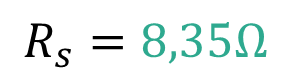 Rₛ = 8,35Ω